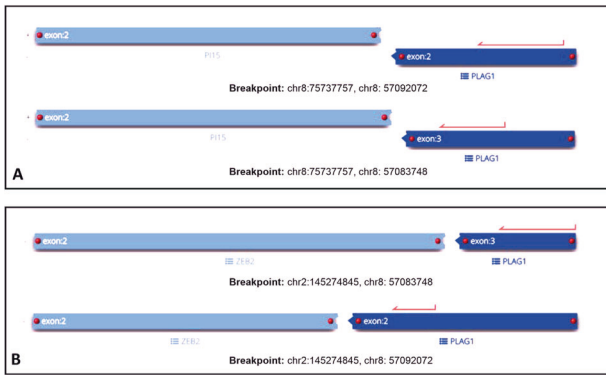 exon:2
PI15
exon:2
PLAG1
Breakpoint: chr8:75737757, chr8: 57092072
exon:2
PI15
exon:3
PLAG1
Breakpoint: chr8:75737757, chr8: 57083748
A
exon:2
ZEB2
exon:3
PLAG1
Breakpoint: chr2:145274845, chr8: 57083748
exon:2
ZEB2
exon:2
PLAG1
Breakpoint: chr2:145274845, chr8: 57092072
B